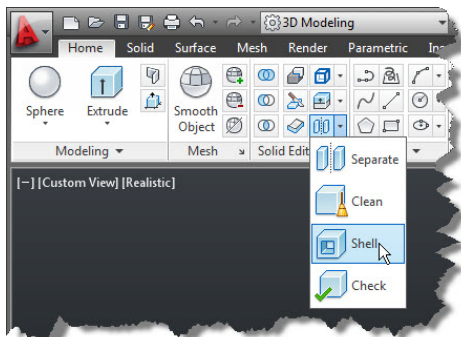 3D Modeling
Home Solid Surface Mesh Render Parametric
Sphere Extrude Smooth Object
Modeling Mesh Solid Edit
[−] [Custom View] [Realistic]
Separate
Clean
Shell
Check